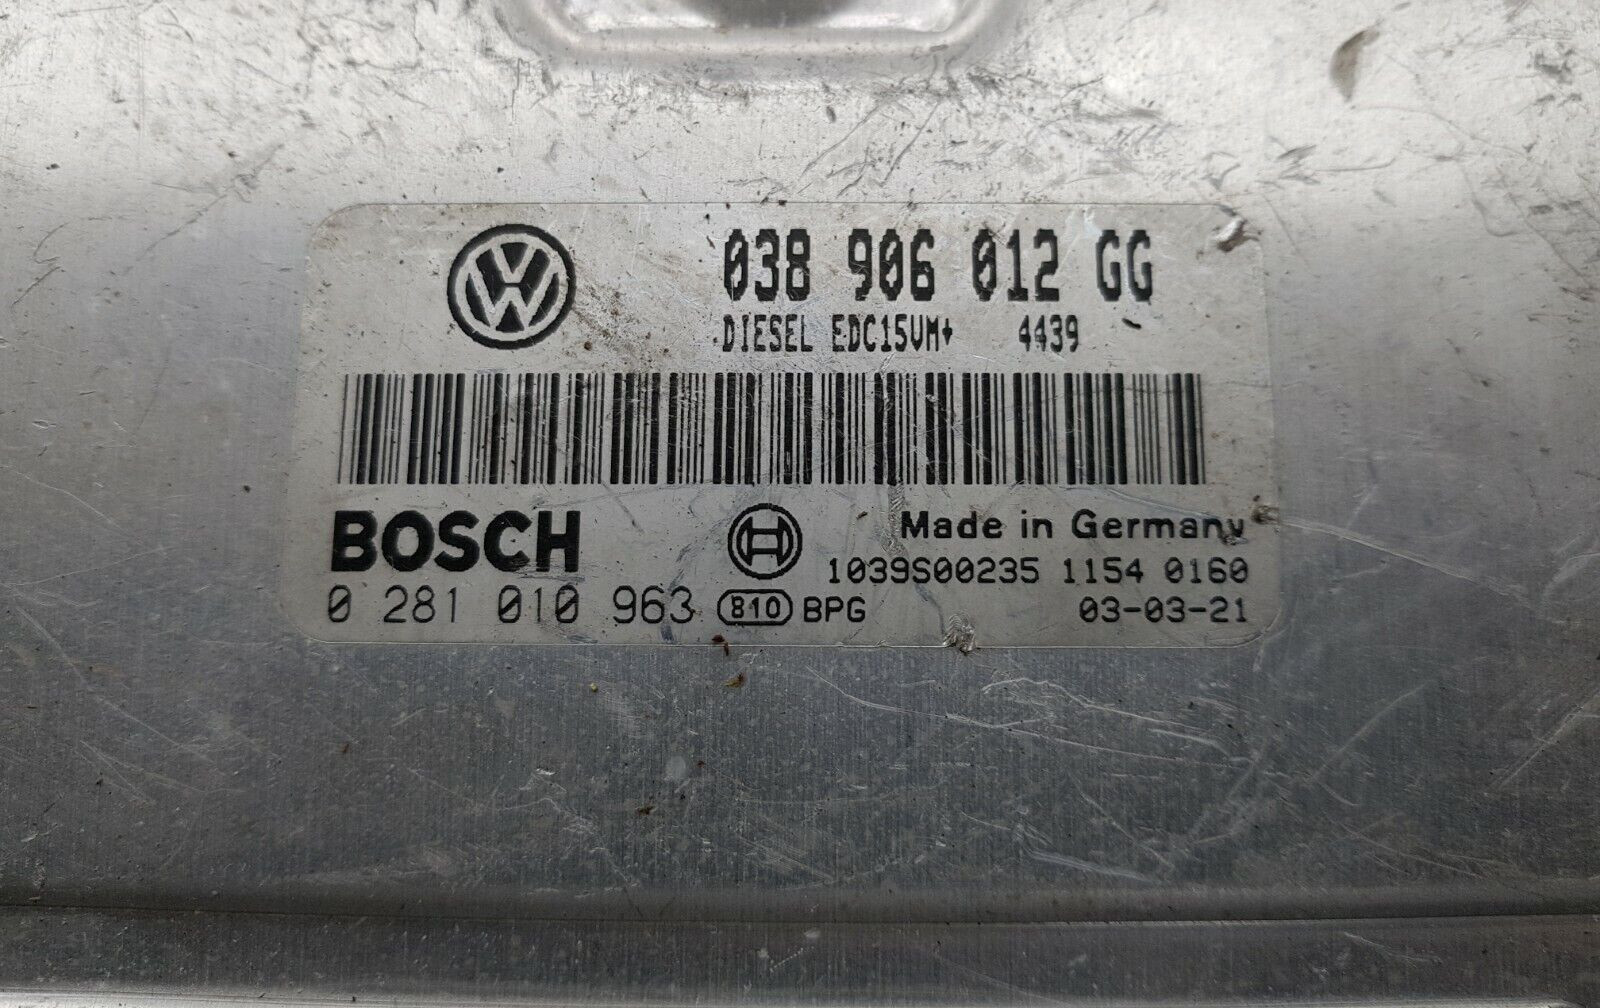 038 906 012 GG
DIESEL EDC15VM+ 4439
BOSCH
Made in Germany
1039S00235 1154 0160
0 281 010 963 810 BPG 03-03-21